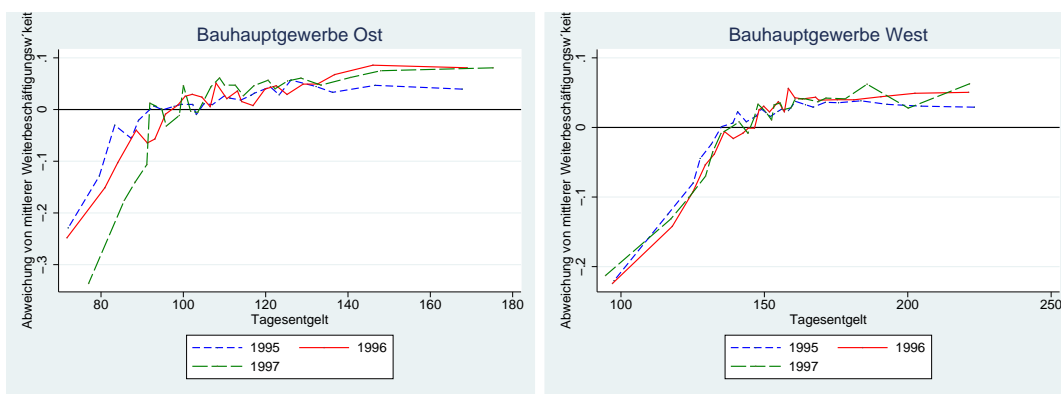 Bauhauptgewerbe Ost
Abweichung von mittlerer Weiterbeschäftigungsw´keit
.1
0
-.1
-.2
-.3
80 100 120 140 160 180
Tagesentgelt
1995 1996
1997
Bauhauptgewerbe West
Abweichung von mittlerer Weiterbeschäftigungsw´keit
.1
0
-.1
-.2
100 150 200 250
Tagesentgelt
1995 1996
1997